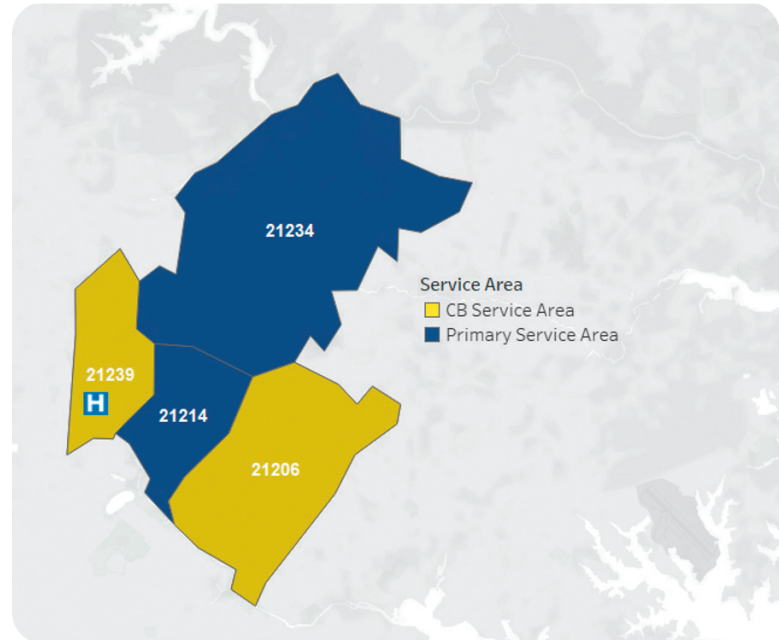 21234
Service Area
CB Service Area
Primary Service Area
21239
H
21214
21206